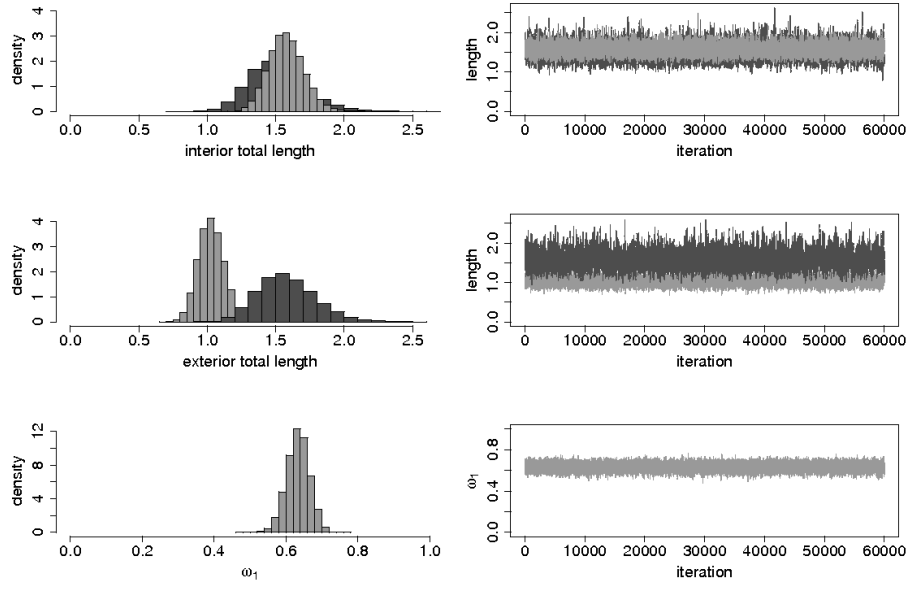 density
4
3
2
1
0
0.0 0.5 1.0 1.5 2.0 2.5
interior total length
length
2.0
1.0
0.0
0 10000 20000 30000 40000 50000 60000
iteration
density
4
3
2
1
0
0.0 0.5 1.0 1.5 2.0 2.5
exterior total length
length
2.0
1.0
0.0
0 10000 20000 30000 40000 50000 60000
iteration
density
12
8
4
0
0.0 0.2 0.4 0.6 0.8 1.0
ω1
ω1
0.8
0.4
0.0
0 10000 20000 30000 40000 50000 60000
iteration